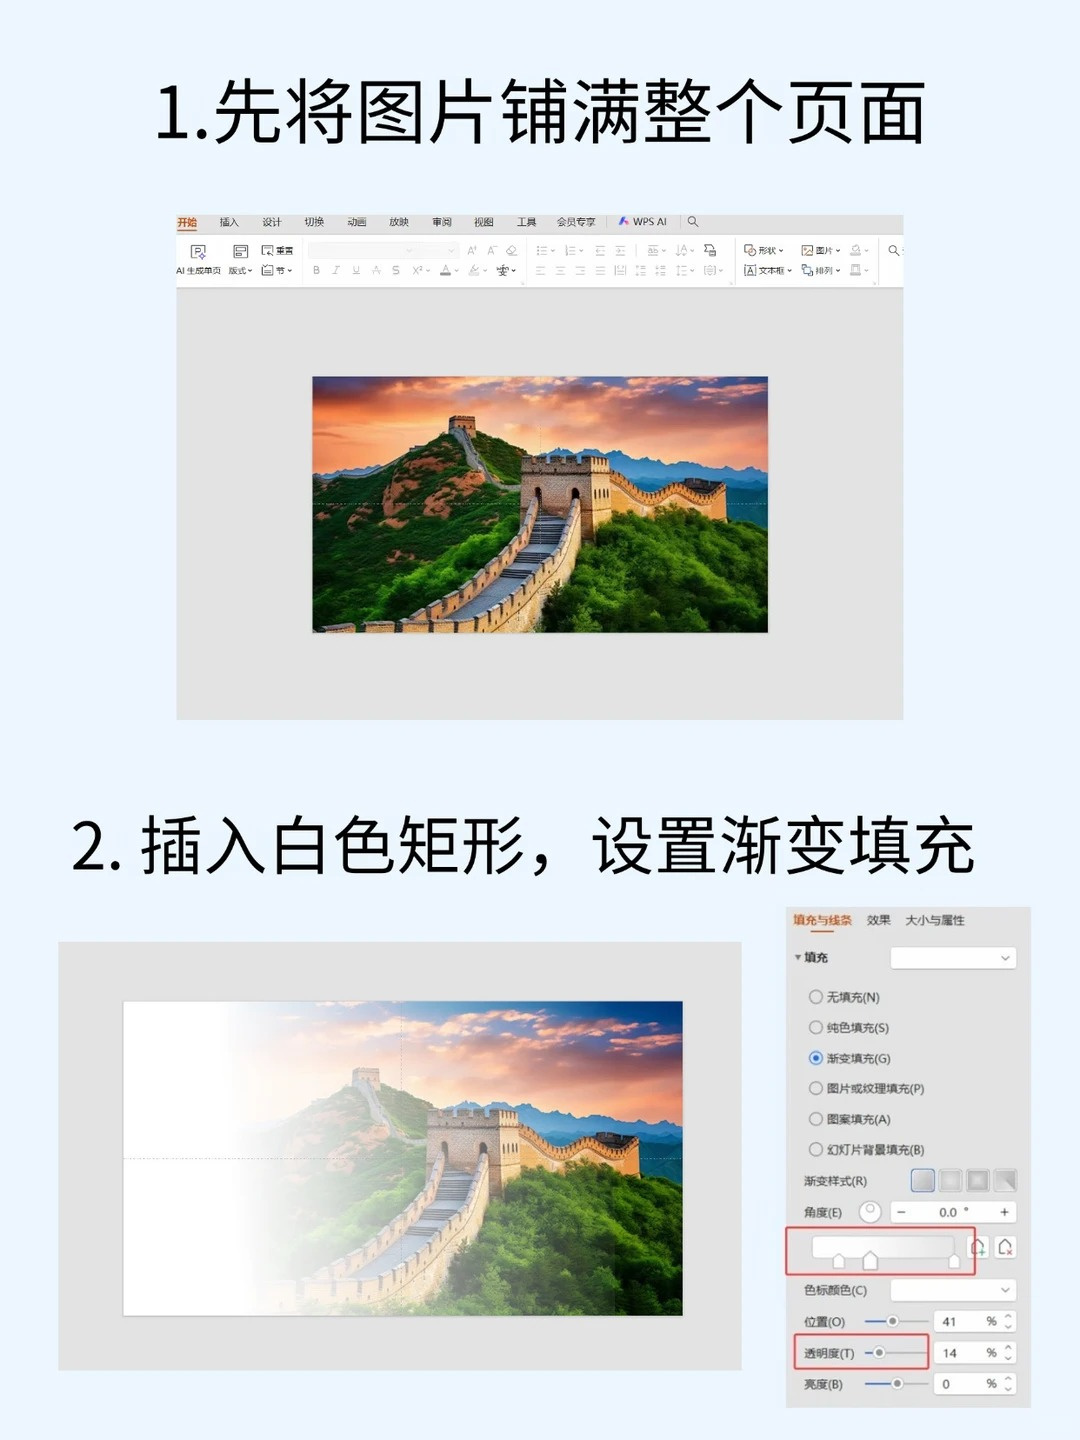 1.先将图片铺满整个页面
开始 插入 设计 切换 动画 放映 审阅 视图 工具 会员专享 WPS AI
重置 形状 图片
AI 生成单页 版式 节 B I U A S X² A 文本框 排列
2. 插入白色矩形，设置渐变填充
填充与线条 效果 大小与属性
填充
无填充(N)
纯色填充(S)
渐变填充(G)
图片或纹理填充(P)
图案填充(A)
幻灯片背景填充(B)
渐变样式(R)
角度(E) − 0.0 ° +
色标颜色(C)
位置(O) 41 %
透明度(T) 14 %
亮度(B) 0 %